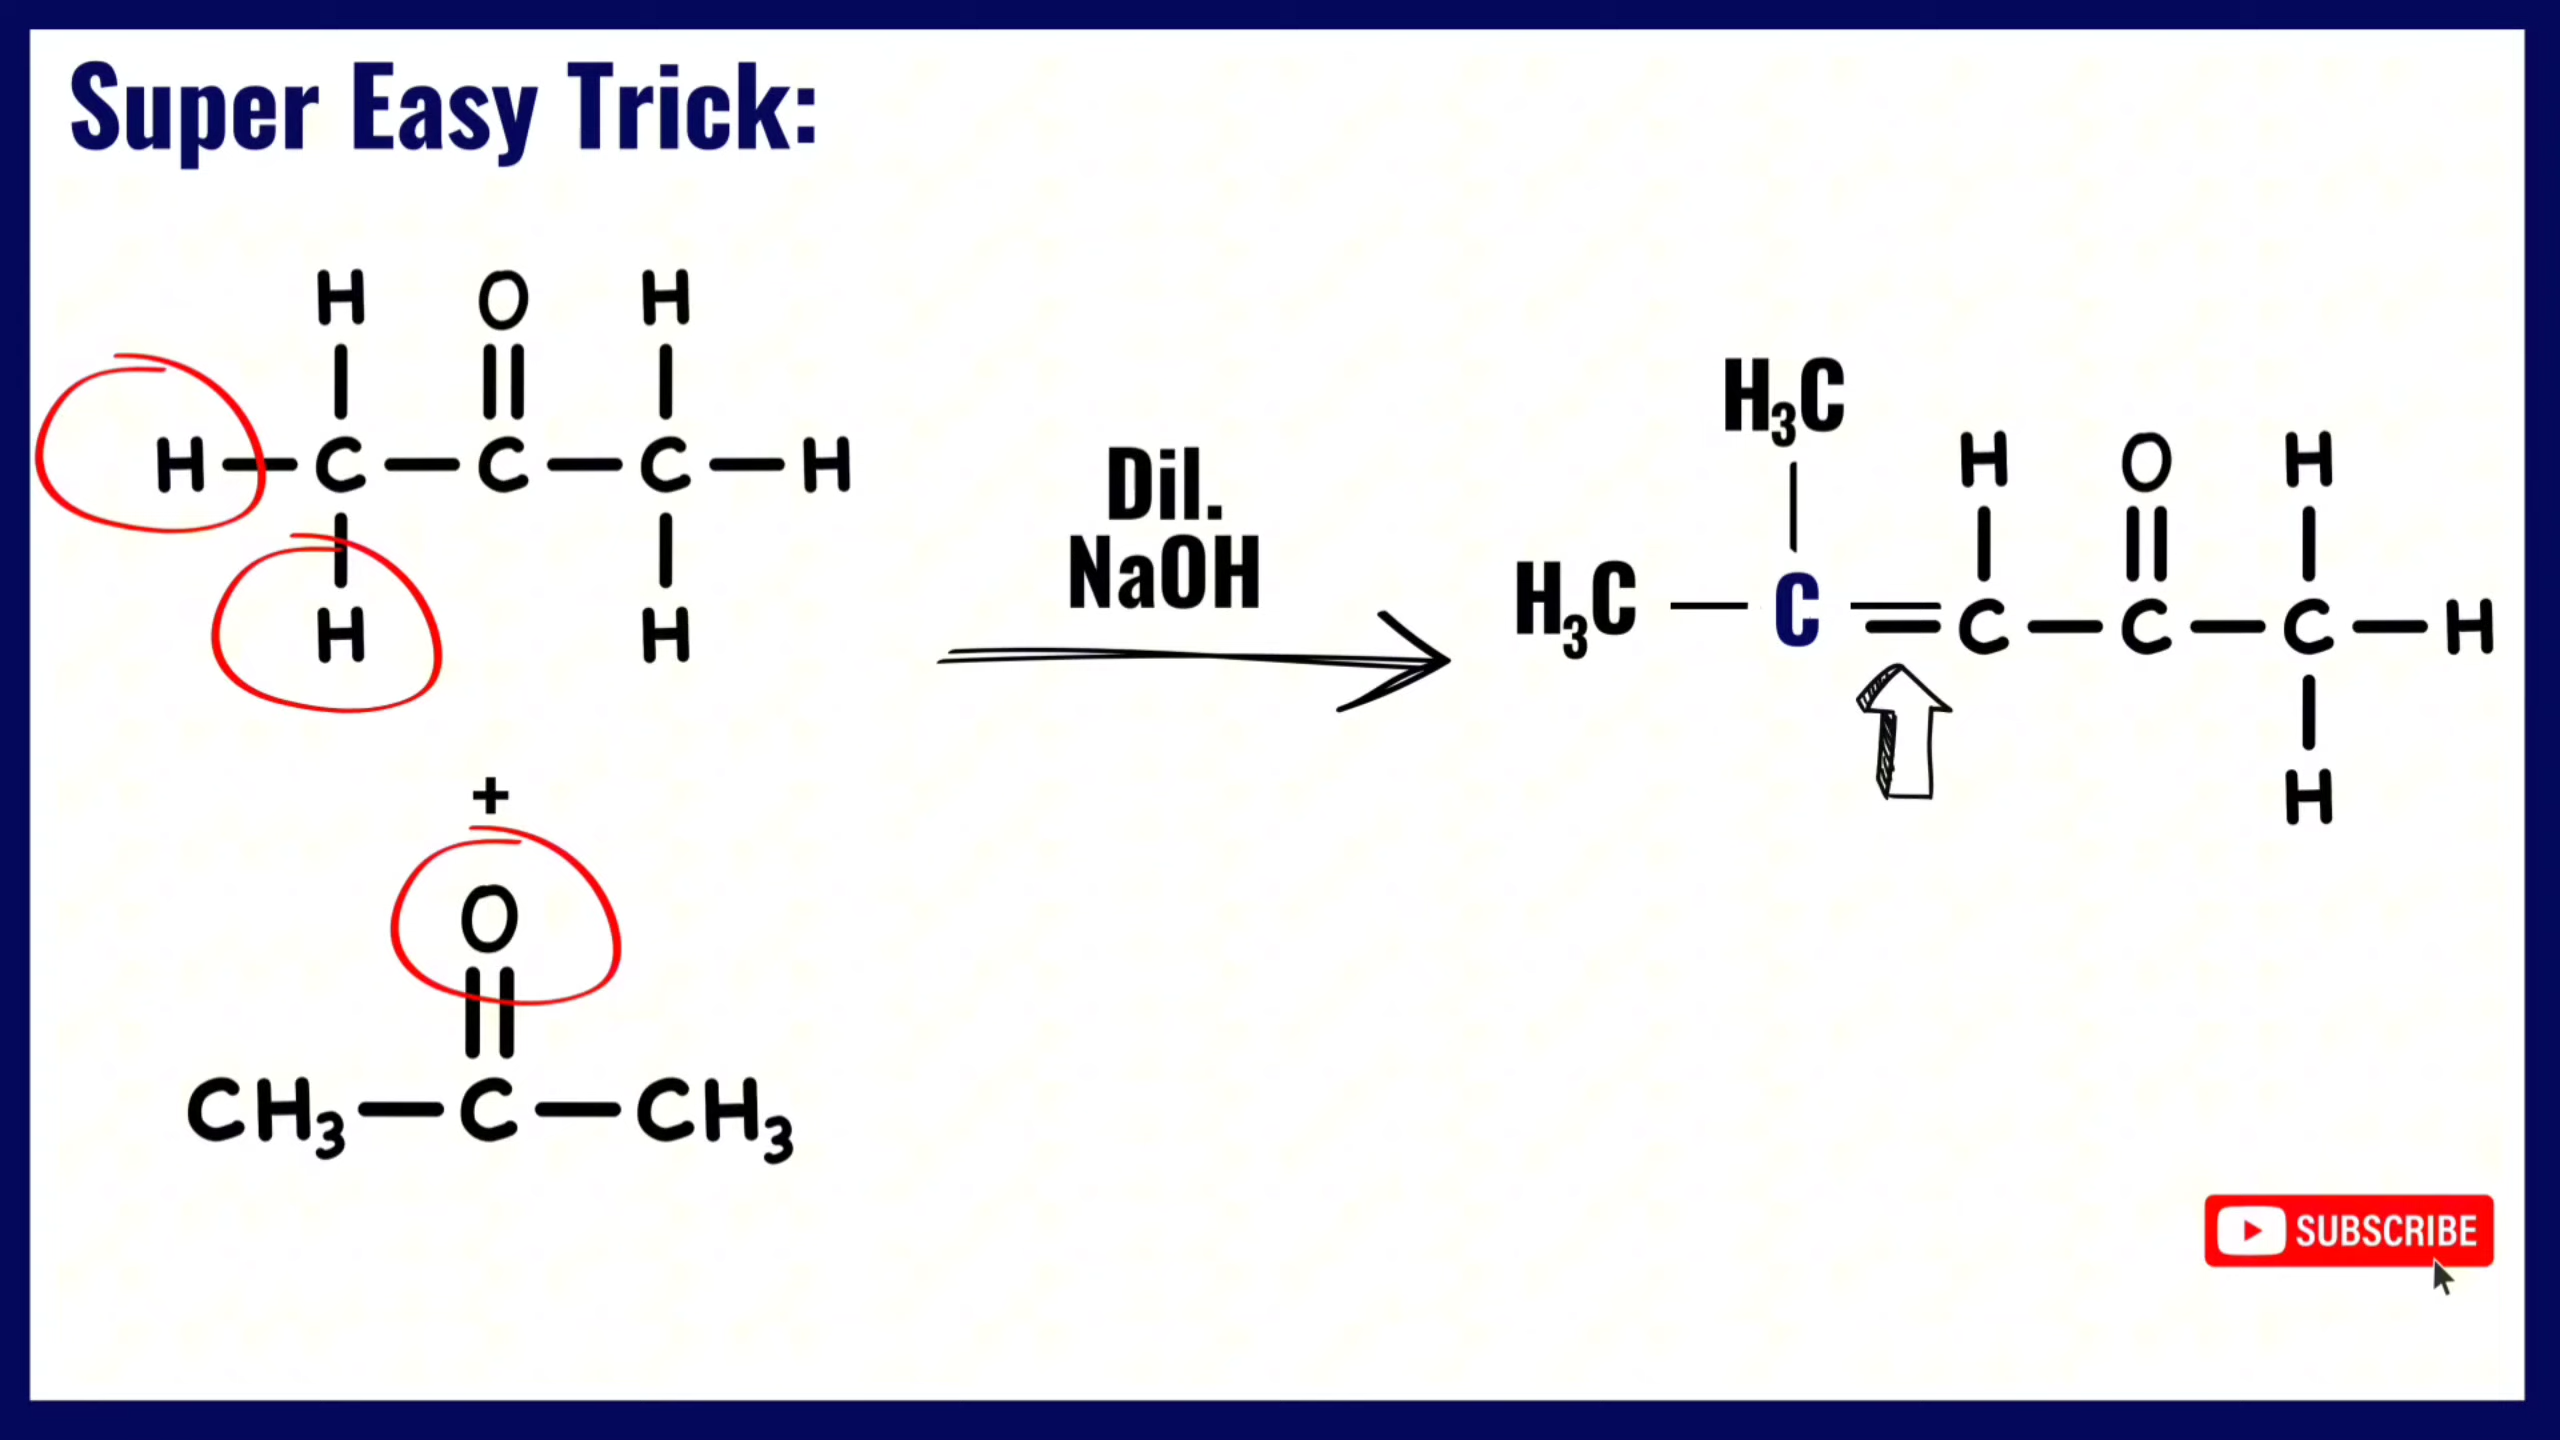 Super Easy Trick:
H O H
H C C C H
H H
+
O
CH₃ C CH₃
Dil.
NaOH
H₃C
H O H
H₃C C C C C H
H
SUBSCRIBE